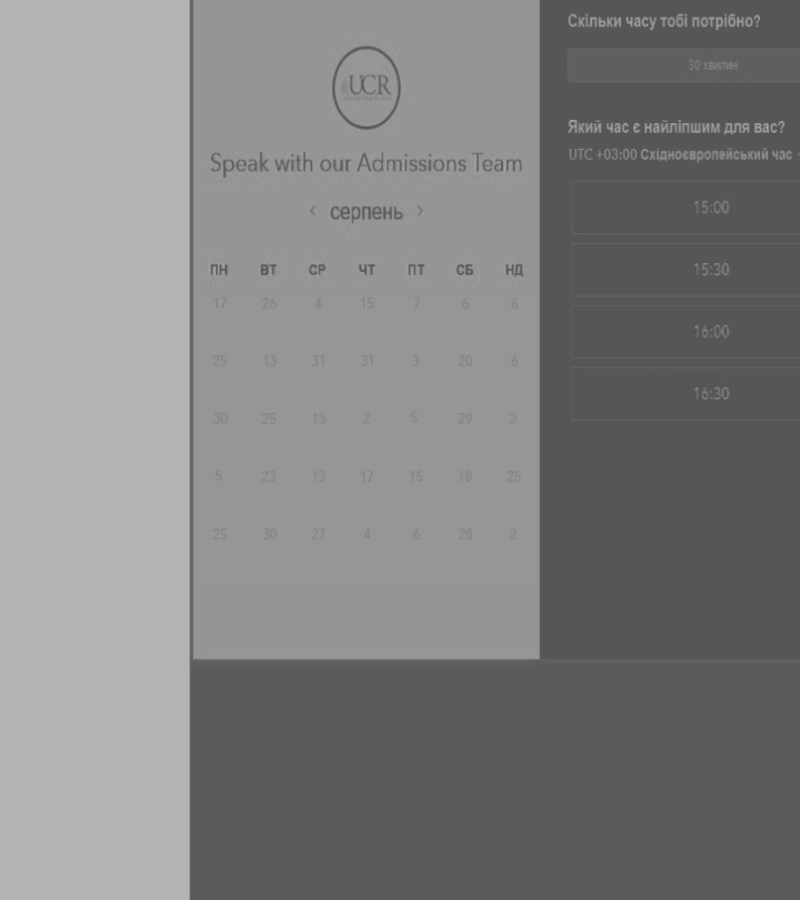 UCR
Speak with our Admissions Team
‹ серпень ›
ПН ВТ СР ЧТ ПТ СБ НД
17 26 4 15 7 6 6
25 13 31 31 3 20 6
30 25 13 2 5 29 2
5 23 13 17 15 18 25
25 30 27 4 6 28 2
Скільки часу тобі потрібно?
30 хвилин
Який час є найліпшим для вас?
UTC +03:00 Східноєвропейський час
15:00
15:30
16:00
16:30